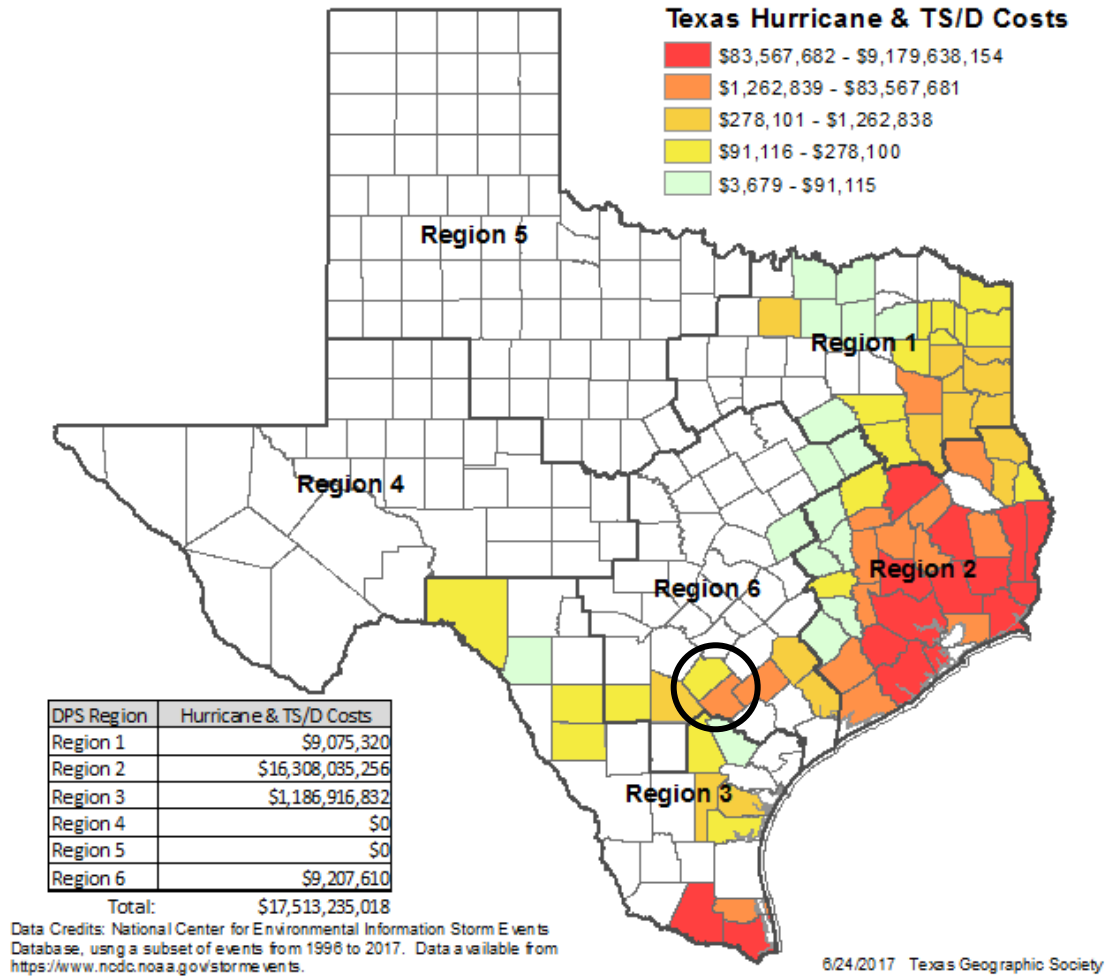 Texas Hurricane & TS/D Costs
$83,567,682 - $9,179,638,154
$1,262,839 - $83,567,681
$278,101 - $1,262,838
$91,116 - $278,100
$3,679 - $91,115
Region 5
Region 1
Region 4
Region 2
Region 6
Region 3
DPS Region Hurricane & TS/D Costs
Region 1 $9,075,320
Region 2 $16,308,035,256
Region 3 $1,186,916,832
Region 4 $0
Region 5 $0
Region 6 $9,207,610
Total: $17,513,235,018
Data Credits: National Center for Environmental Information Storm Events
Database, usng a subset of events from 1996 to 2017. Data available from
https://www.ncdc.noaa.gov/stormevents.
6/24/2017 Texas Geographic Society